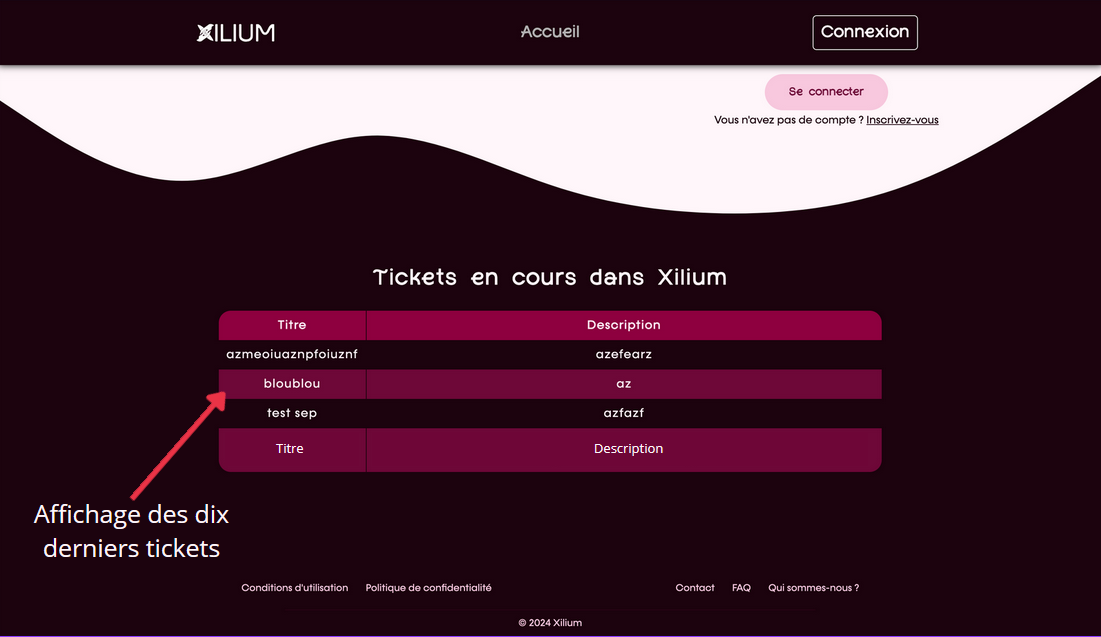 XILIUM
Accueil
Connexion
Se connecter
Vous n'avez pas de compte ? Inscrivez-vous
Tickets en cours dans Xilium
Titre Description
azmeoiuaznpfoiuznf azefearz
bloublou az
test sep azfazf
Titre Description
Affichage des dix
derniers tickets
Conditions d'utilisation Politique de confidentialité Contact FAQ Qui sommes-nous ?
© 2024 Xilium